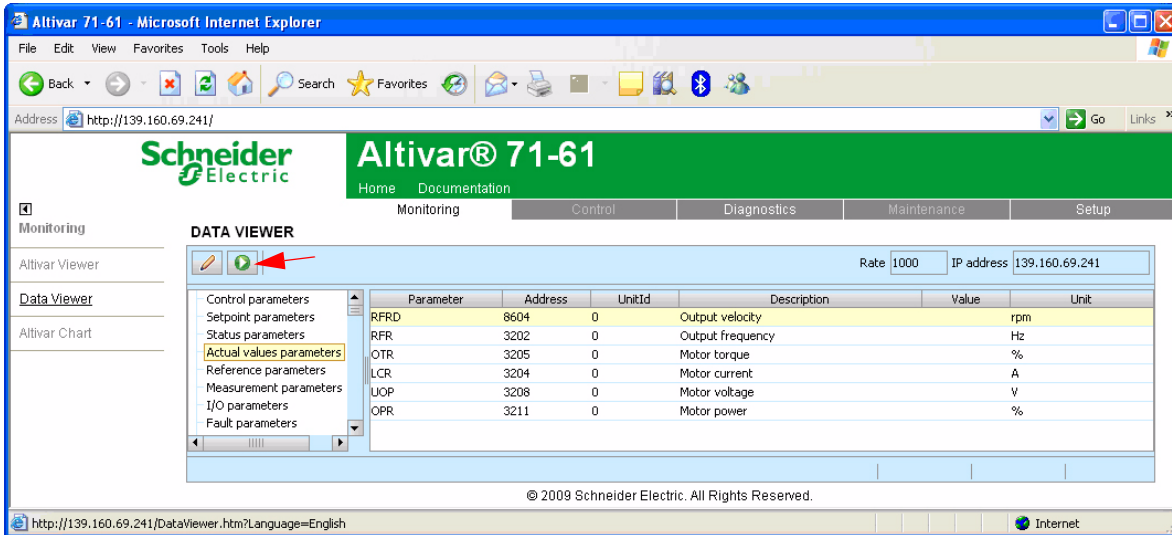 Altivar 71-61 - Microsoft Internet Explorer
File Edit View Favorites Tools Help
Back Search Favorites
Address http://139.160.69.241/ Go Links »
Schneider Electric
Altivar® 71-61
Home Documentation
Monitoring Control Diagnostics Maintenance Setup
Monitoring
Altivar Viewer
Data Viewer
Altivar Chart
DATA VIEWER
Rate 1000 IP address 139.160.69.241
Control parameters
Setpoint parameters
Status parameters
Actual values parameters
Reference parameters
Measurement parameters
I/O parameters
Fault parameters
Parameter Address UnitId Description Value Unit
RFRD 8604 0 Output velocity rpm
RFR 3202 0 Output frequency Hz
OTR 3205 0 Motor torque %
LCR 3204 0 Motor current A
UOP 3208 0 Motor voltage V
OPR 3211 0 Motor power %
© 2009 Schneider Electric. All Rights Reserved.
http://139.160.69.241/DataViewer.htm?Language=English Internet